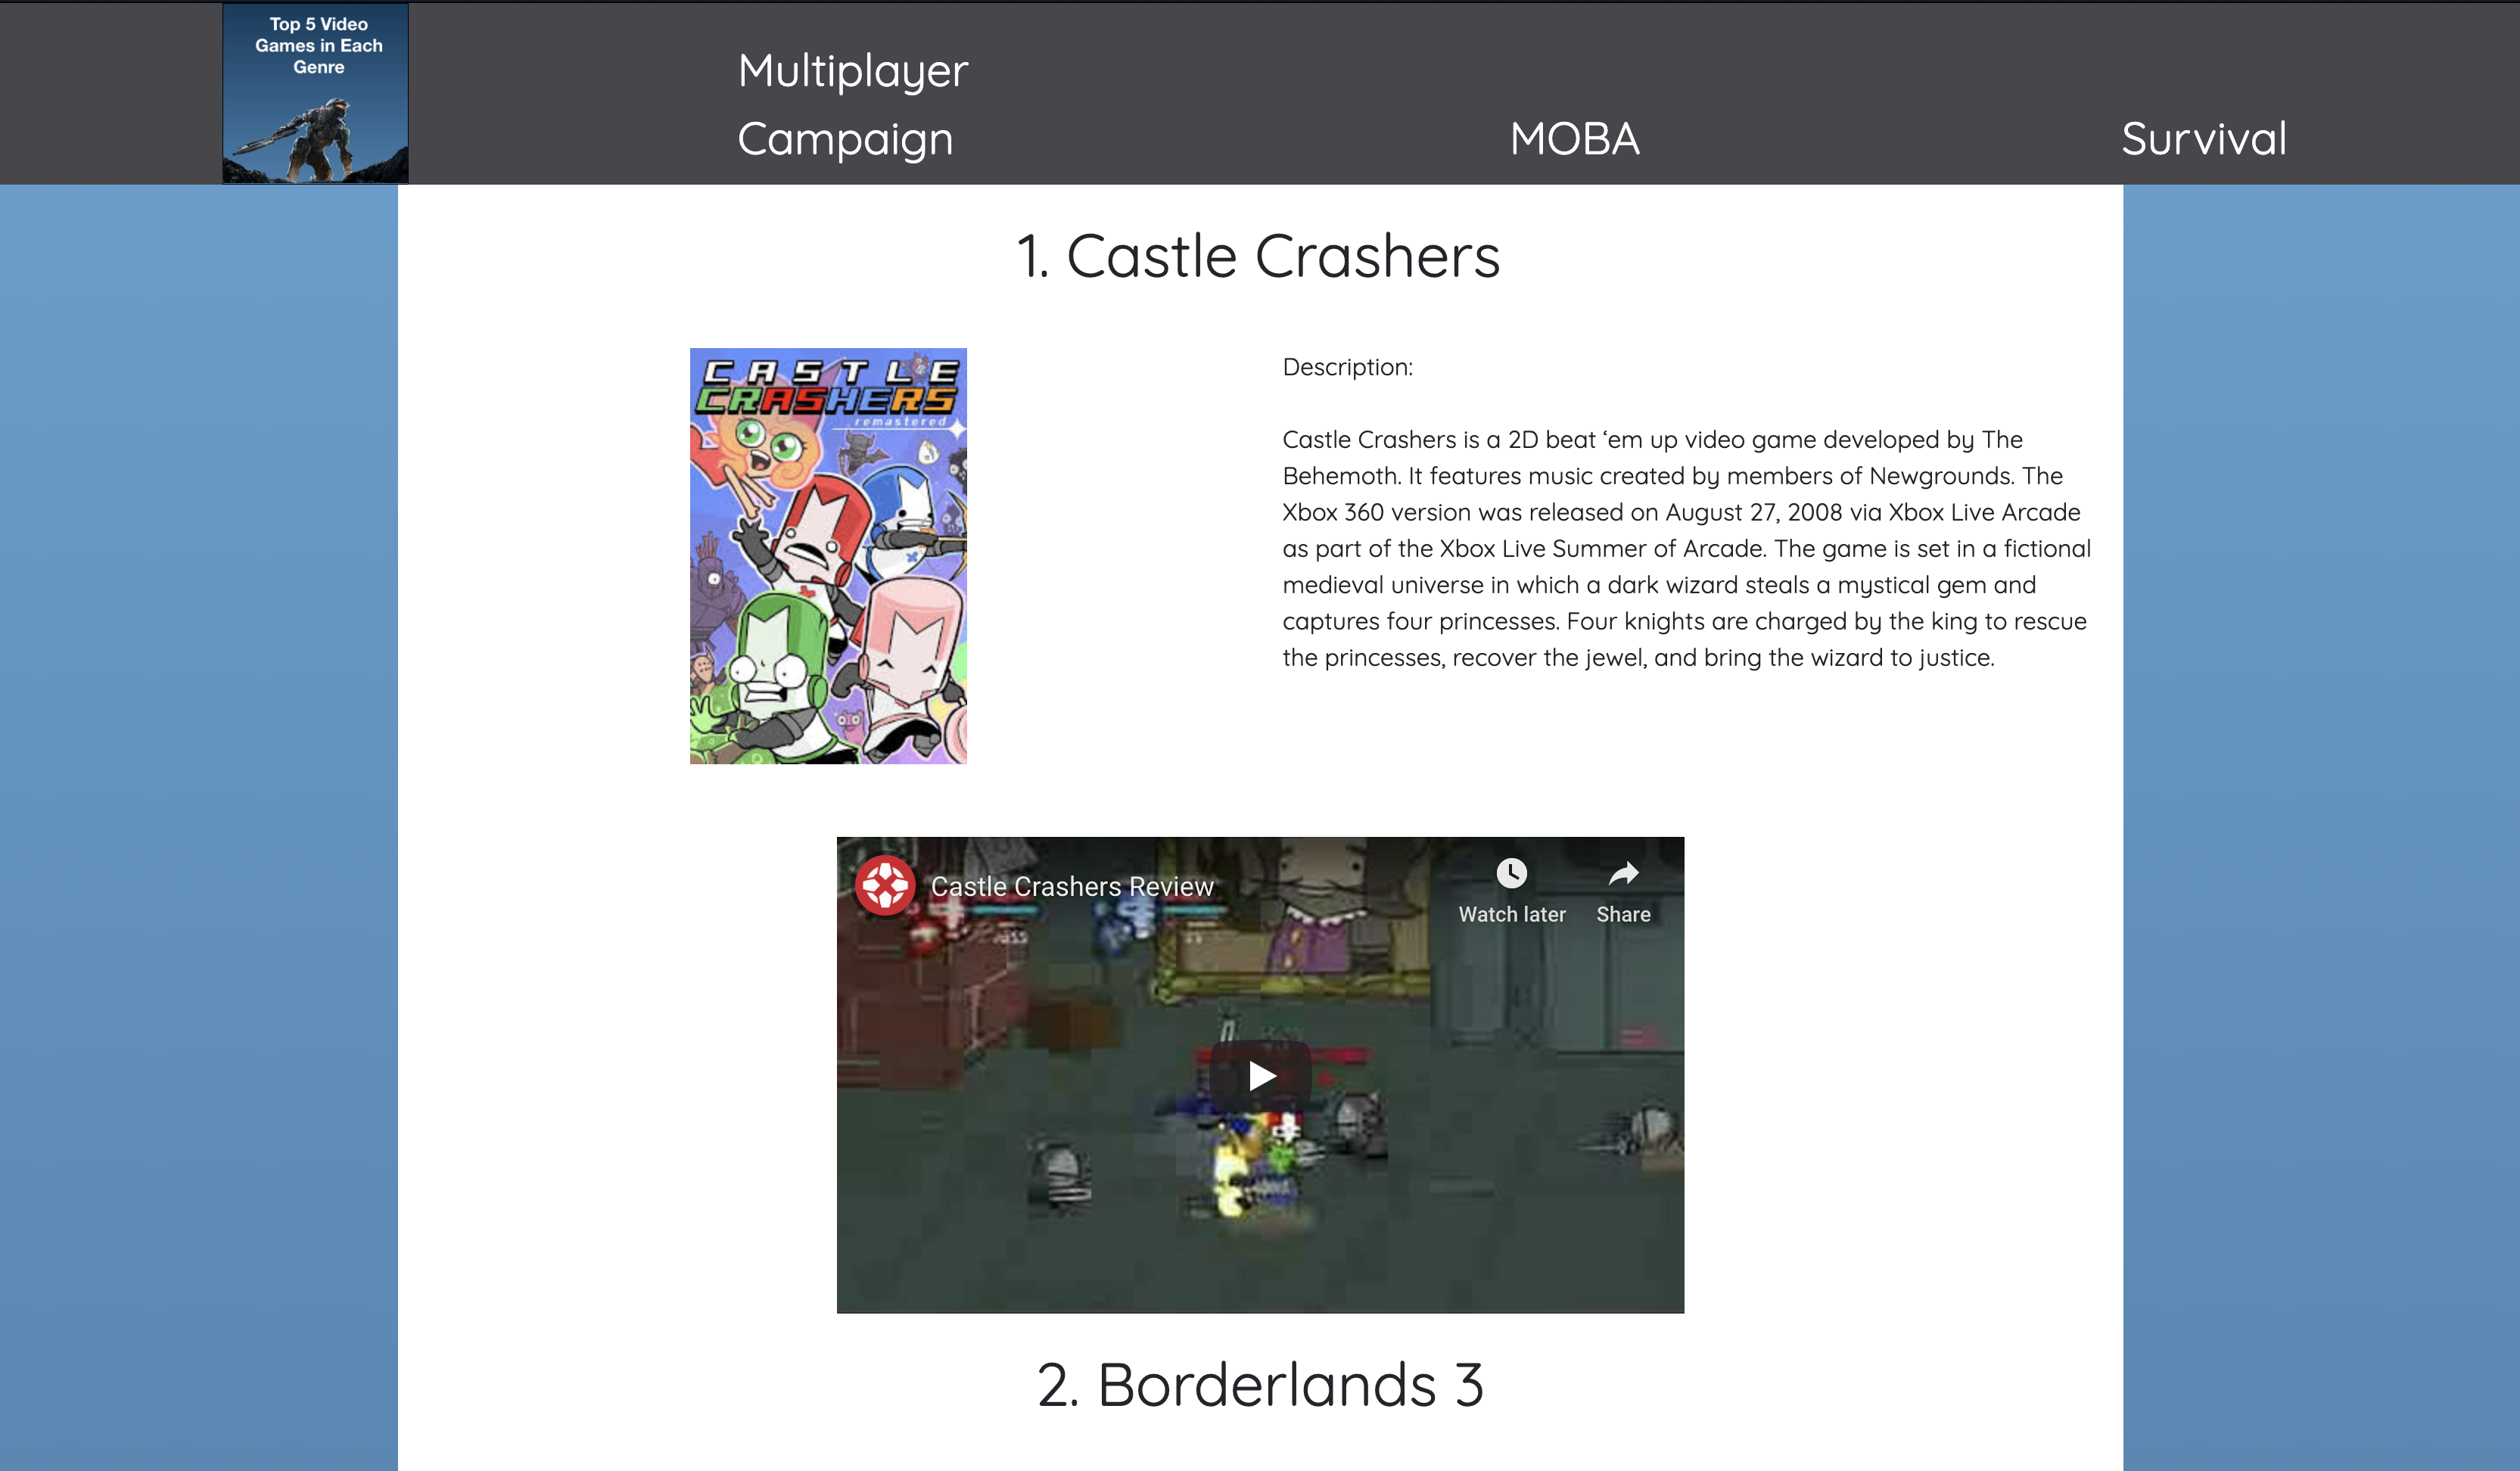 Top 5 Video
Games in Each
Genre
Multiplayer
Campaign
MOBA
Survival
1. Castle Crashers
CASTLE
CRASHERS
remastered
Description:
Castle Crashers is a 2D beat ‘em up video game developed by The
Behemoth. It features music created by members of Newgrounds. The
Xbox 360 version was released on August 27, 2008 via Xbox Live Arcade
as part of the Xbox Live Summer of Arcade. The game is set in a fictional
medieval universe in which a dark wizard steals a mystical gem and
captures four princesses. Four knights are charged by the king to rescue
the princesses, recover the jewel, and bring the wizard to justice.
Castle Crashers Review
Watch later
Share
2. Borderlands 3